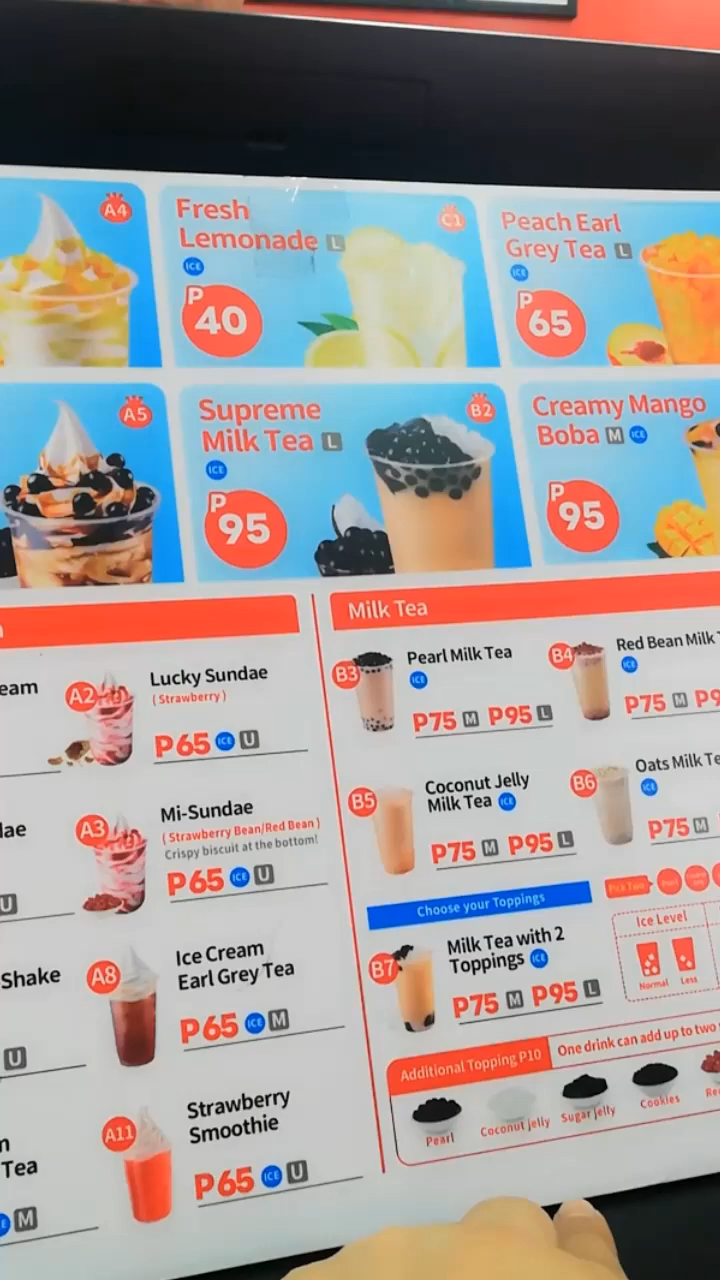 A4
Fresh
Lemonade L
ICE
P
40
C1
Peach Earl
Grey Tea L
ICE
P
65
A5
Supreme
Milk Tea L
ICE
P
95
B2
Creamy Mango
Boba M ICE
P
95
Milk Tea
eam
A2
Lucky Sundae
( Strawberry )
P65 ICE U
B3
Pearl Milk Tea
ICE
P75 M P95 L
B4
Red Bean Milk T
ICE
P75 M P9
dae
U
A3
Mi-Sundae
( Strawberry Bean/Red Bean )
Crispy biscuit at the bottom!
P65 ICE U
B5
Coconut Jelly
Milk Tea ICE
P75 M P95 L
B6
Oats Milk Te
ICE
P75 M
Choose your Toppings
Shake
U
A8
Ice Cream
Earl Grey Tea
P65 ICE M
B7
Milk Tea with 2
Toppings ICE
P75 M P95 L
Ice Level
Normal Less
Tea
M
A11
Strawberry
Smoothie
P65 ICE U
Additional Topping P10
One drink can add up to two
Pearl
Coconut jelly
Sugar jelly
Cookies
Re